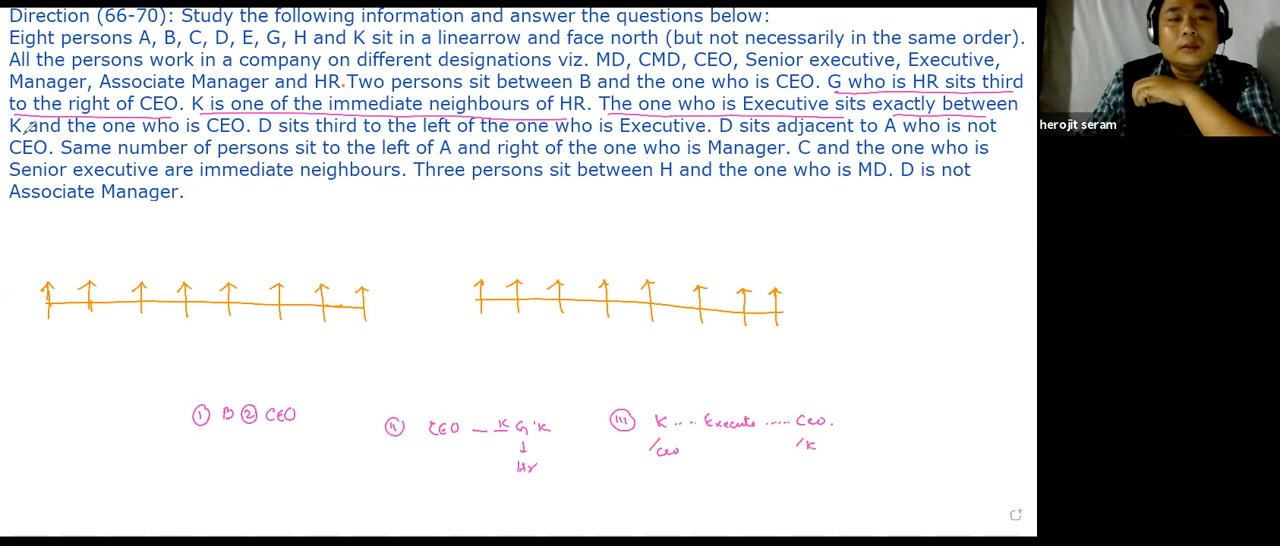 Direction (66-70): Study the following information and answer the questions below:
Eight persons A, B, C, D, E, G, H and K sit in a linearrow and face north (but not necessarily in the same order).
All the persons work in a company on different designations viz. MD, CMD, CEO, Senior executive, Executive,
Manager, Associate Manager and HR.Two persons sit between B and the one who is CEO. G who is HR sits third
to the right of CEO. K is one of the immediate neighbours of HR. The one who is Executive sits exactly between
K and the one who is CEO. D sits third to the left of the one who is Executive. D sits adjacent to A who is not
CEO. Same number of persons sit to the left of A and right of the one who is Manager. C and the one who is
Senior executive are immediate neighbours. Three persons sit between H and the one who is MD. D is not
Associate Manager.
herojit seram
① B ② CEO
ⓘⓘ CEO — K G K
↓
Hr
ⓘⓘⓘ K .... Execute ..... Ceo.
/ceo /K